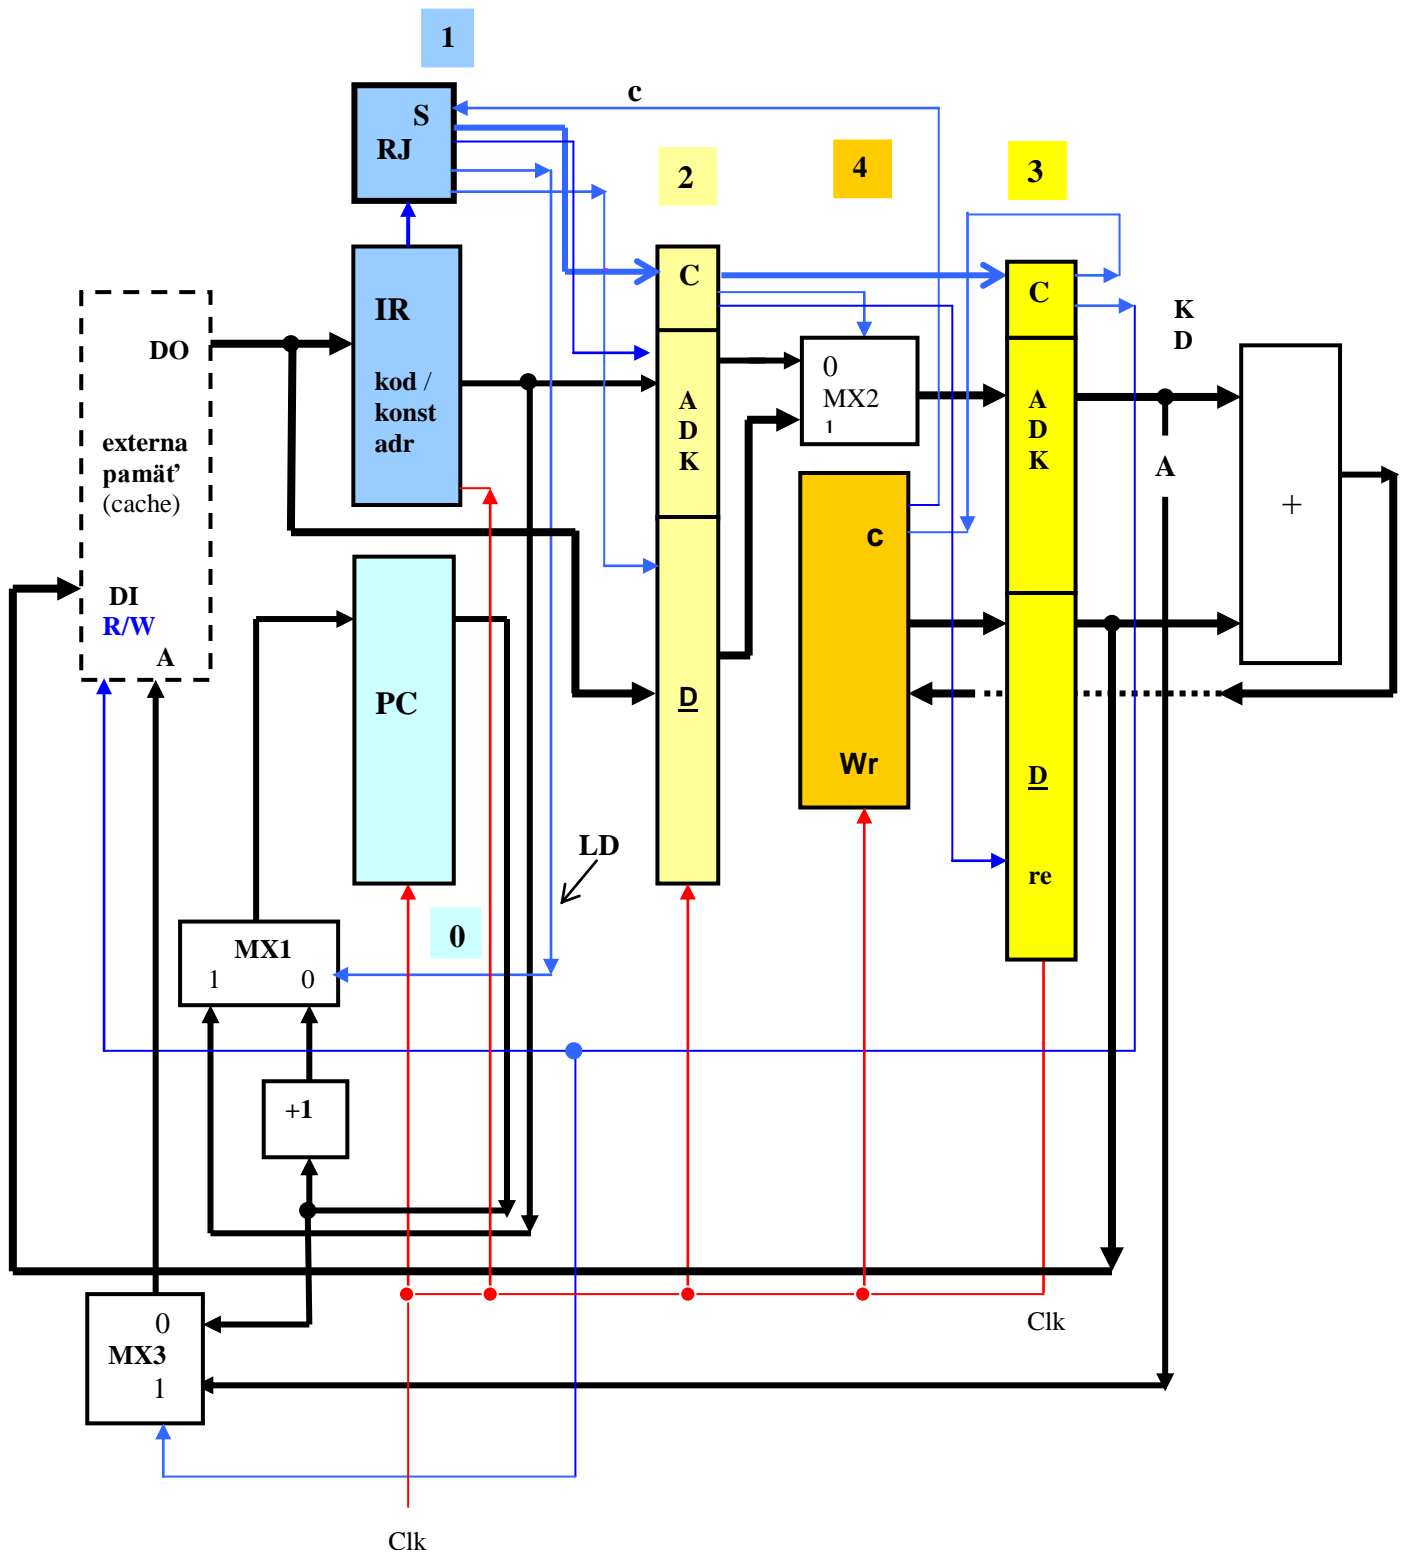 1
c
S
RJ
2
4
3
IR
kod /
konst
adr
DO
externa
pamäť
(cache)
DI
R/W
A
C
A
D
K
D
0
MX2
1
c
Wr
C
A
D
K
D
re
K
D
A
+
PC
LD
0
MX1
1 0
+1
0
MX3
1
Clk
Clk